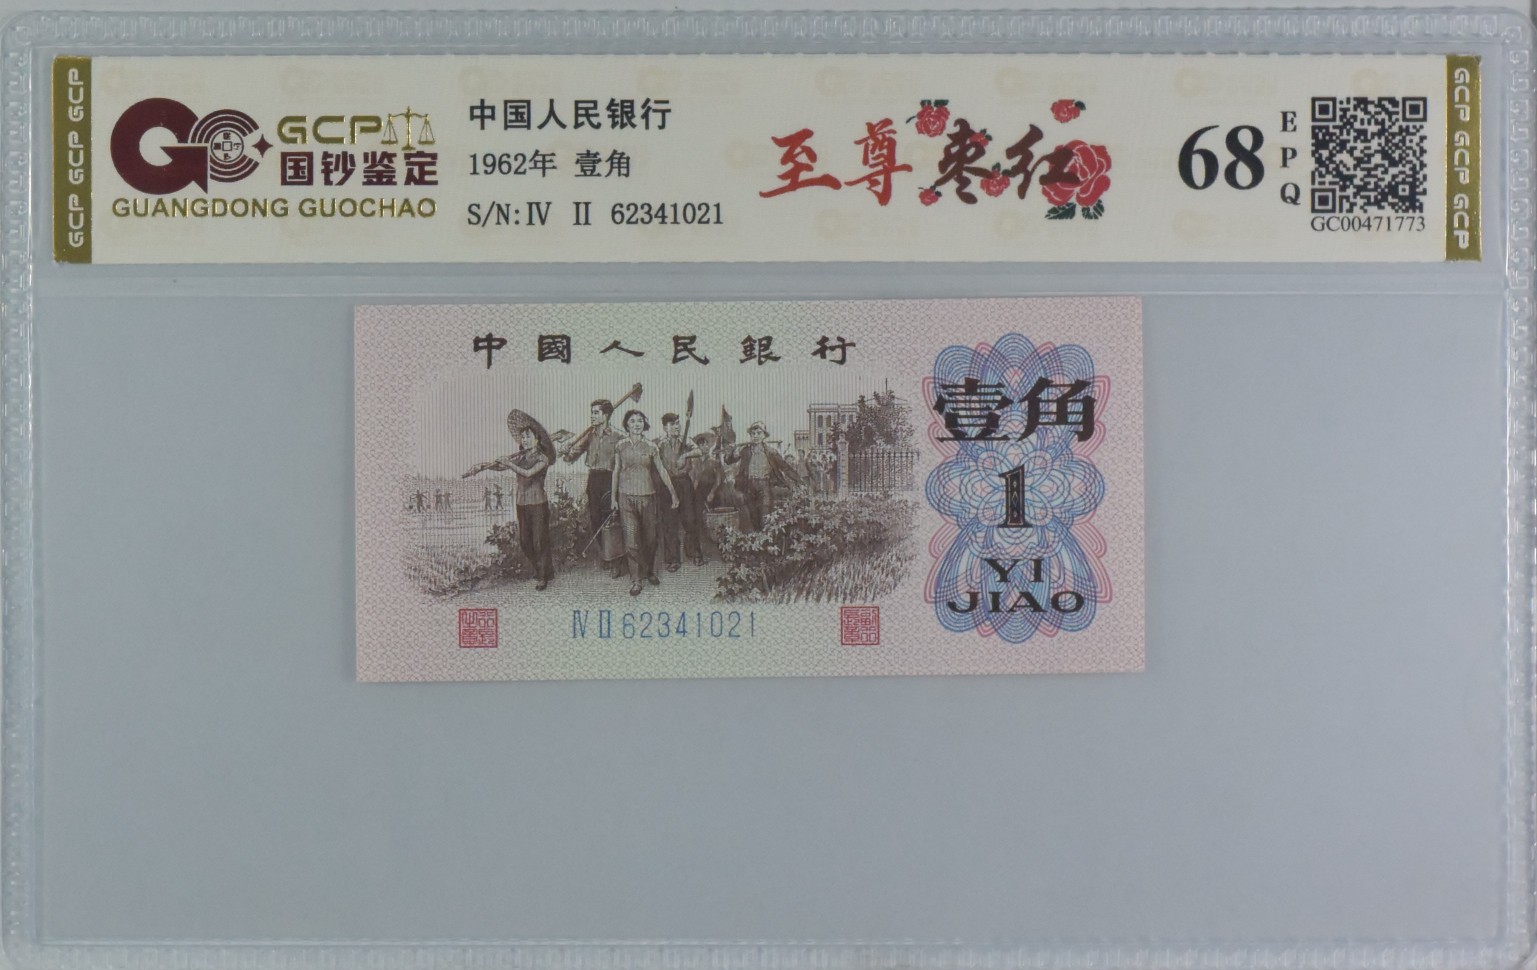 GCP GCP GCP
GCP
国钞鉴定
GUANGDONG GUOCHAO
中国人民银行
1962年 壹角
S/N:Ⅳ Ⅱ 62341021
至尊枣红
68
EPQ
GC00471773
GCP GCP GCP
中國人民銀行
壹角
1
YI
JIAO
Ⅳ Ⅱ 62341021